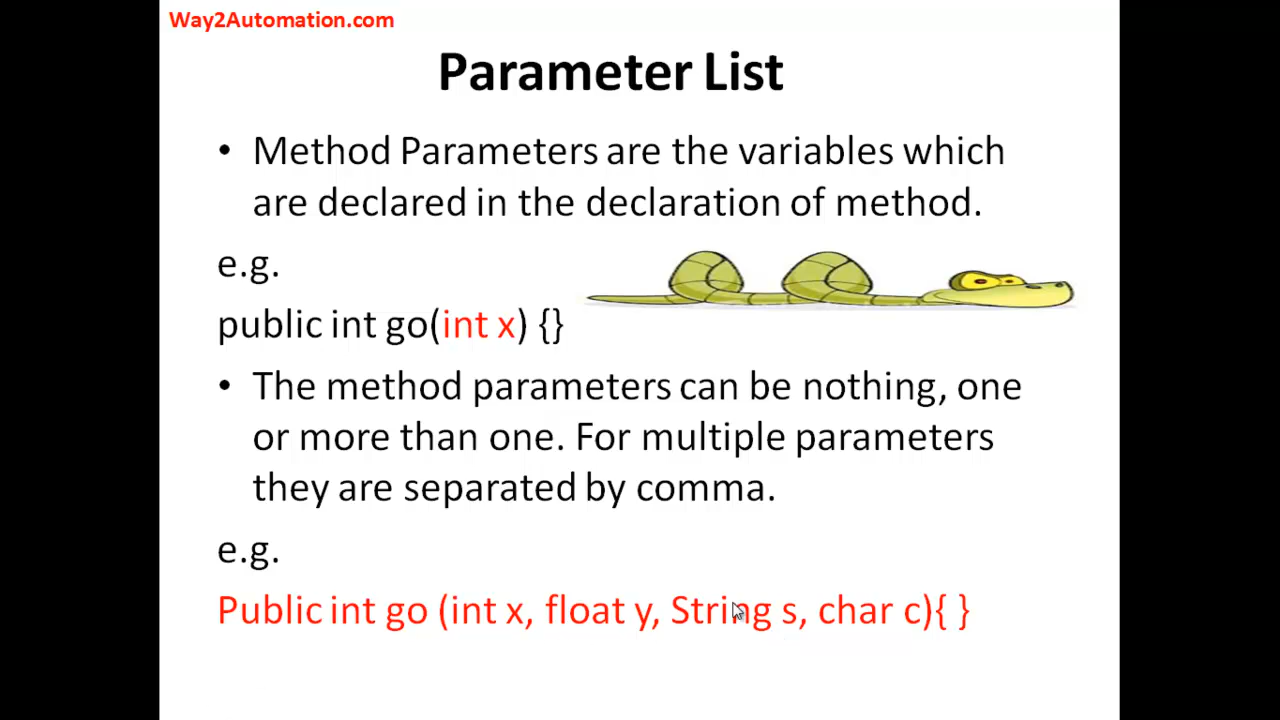 Way2Automation.com
Parameter List
• Method Parameters are the variables which
are declared in the declaration of method.
e.g.
public int go(int x) {}
• The method parameters can be nothing, one
or more than one. For multiple parameters
they are separated by comma.
e.g.
Public int go (int x, float y, String s, char c){ }